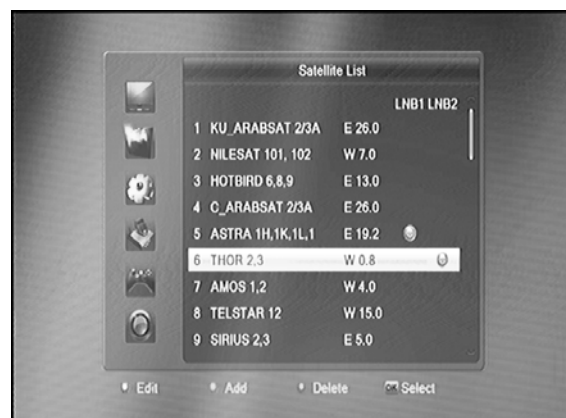 Satellite List
LNB1 LNB2
1 KU_ARABSAT 2/3A E 26.0
2 NILESAT 101, 102 W 7.0
3 HOTBIRD 6,8,9 E 13.0
4 C_ARABSAT 2/3A E 26.0
5 ASTRA 1H,1K,1L,1 E 19.2
6 THOR 2,3 W 0.8
7 AMOS 1,2 W 4.0
8 TELSTAR 12 W 15.0
9 SIRIUS 2,3 E 5.0
Edit Add Delete OK Select